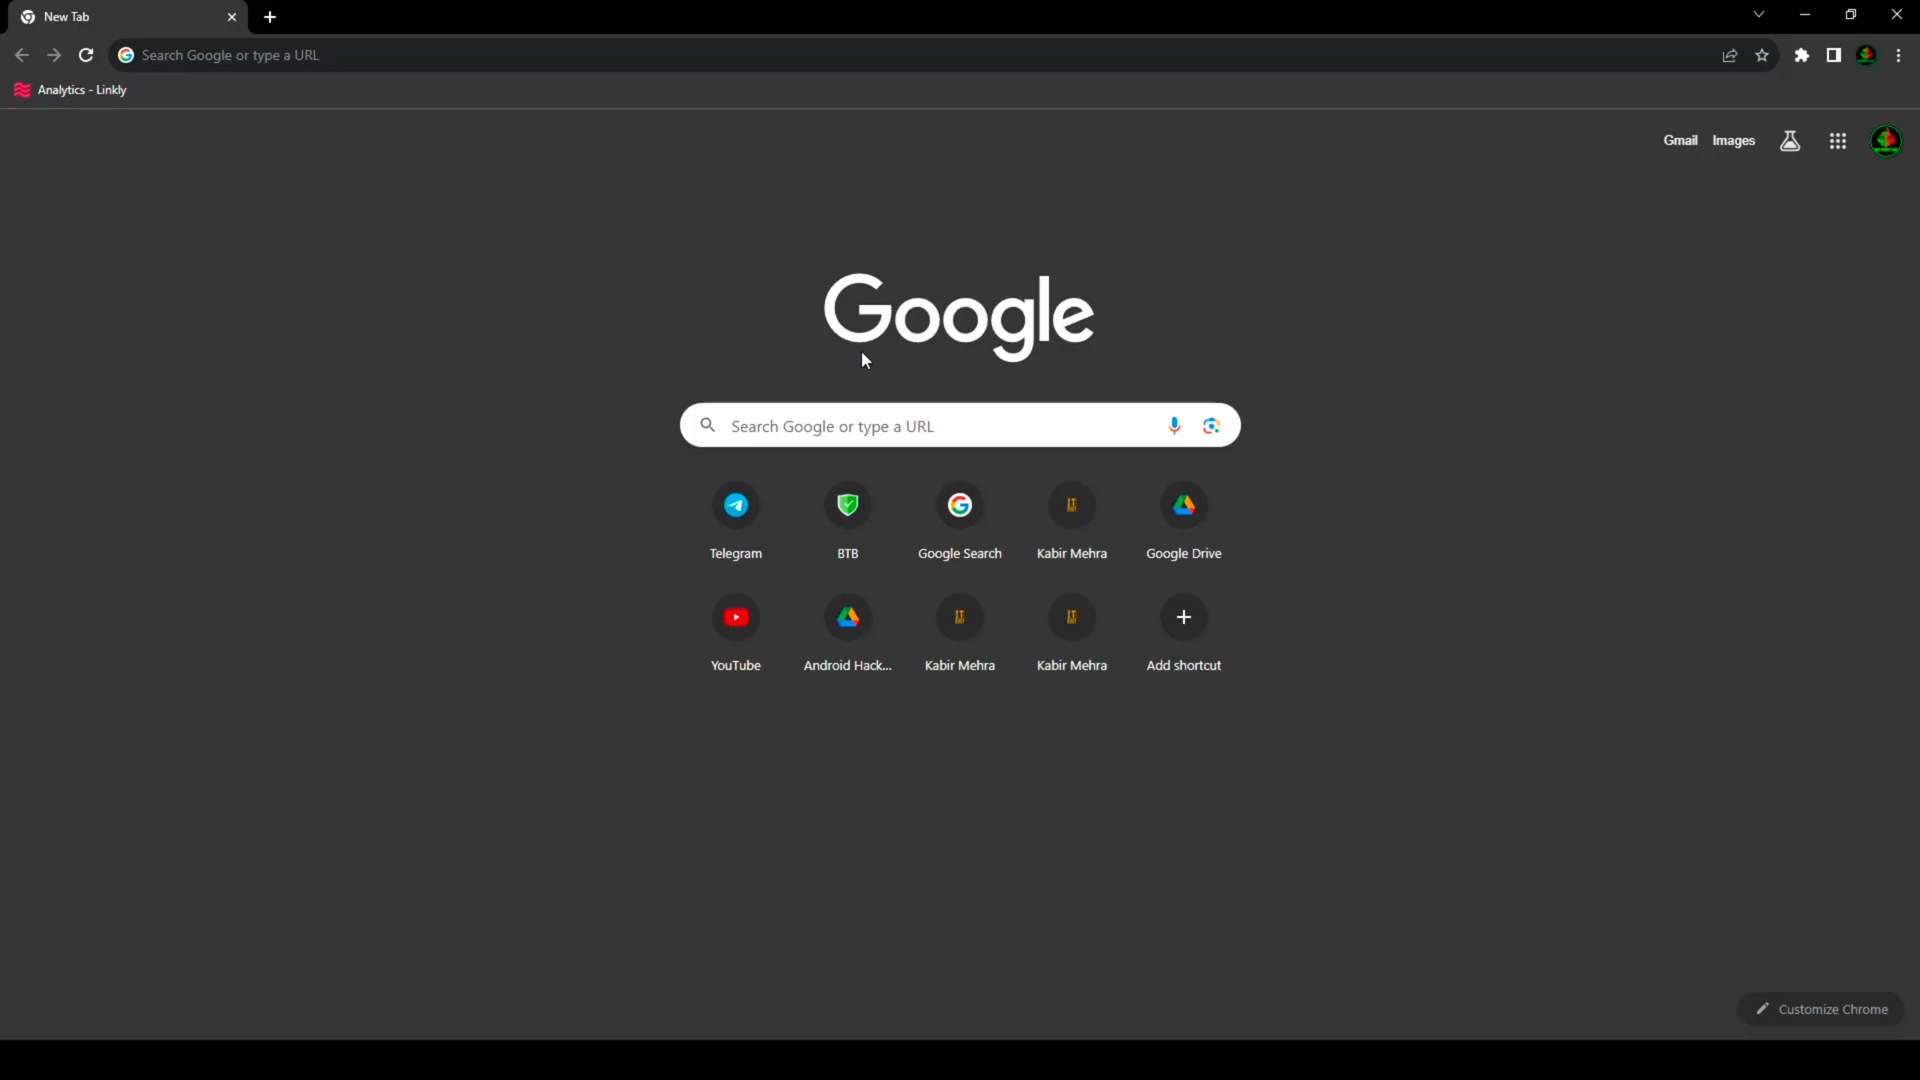 New Tab
Search Google or type a URL
Analytics - Linkly
Gmail Images
Google
Search Google or type a URL
Telegram BTB Google Search Kabir Mehra Google Drive
YouTube Android Hack... Kabir Mehra Kabir Mehra Add shortcut
Customize Chrome